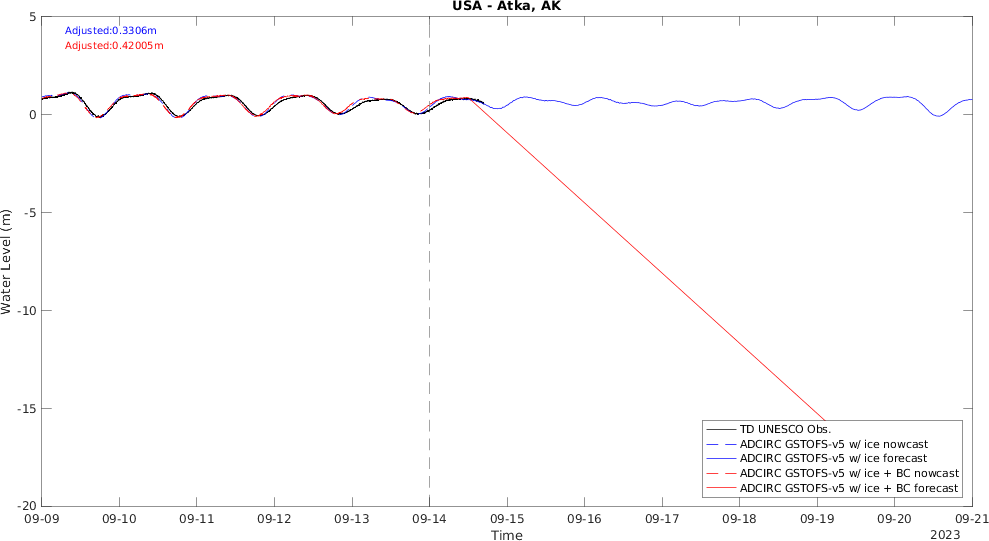 USA - Atka, AK
Adjusted:0.3306m
Adjusted:0.42005m
Water Level (m)
5
0
-5
-10
-15
-20
TD UNESCO Obs.
ADCIRC GSTOFS-v5 w/ ice nowcast
ADCIRC GSTOFS-v5 w/ ice forecast
ADCIRC GSTOFS-v5 w/ ice + BC nowcast
ADCIRC GSTOFS-v5 w/ ice + BC forecast
09-09 09-10 09-11 09-12 09-13 09-14 09-15 09-16 09-17 09-18 09-19 09-20 09-21
Time
2023